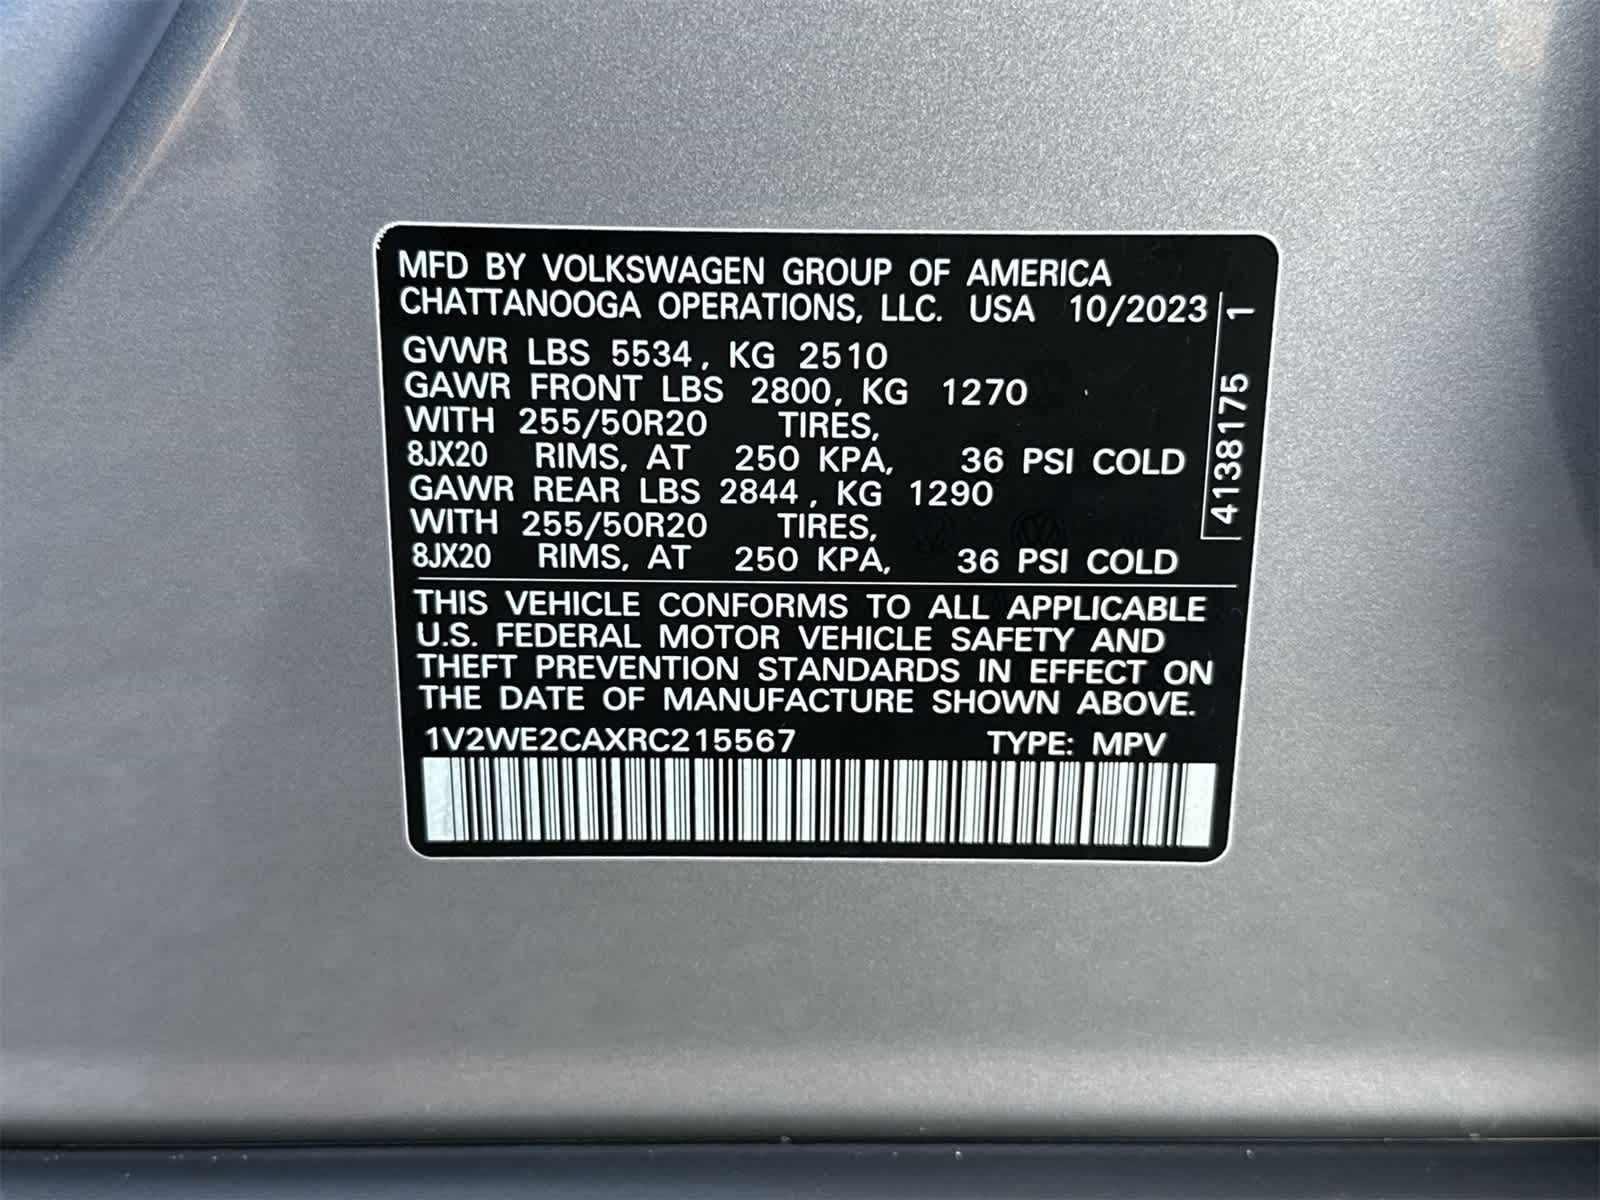 MFD BY VOLKSWAGEN GROUP OF AMERICA
CHATTANOOGA OPERATIONS, LLC. USA 10/2023
GVWR LBS 5534, KG 2510
GAWR FRONT LBS 2800, KG 1270
WITH 255/50R20 TIRES,
8JX20 RIMS, AT 250 KPA, 36 PSI COLD
GAWR REAR LBS 2844, KG 1290
WITH 255/50R20 TIRES,
8JX20 RIMS, AT 250 KPA, 36 PSI COLD
4138175 1
THIS VEHICLE CONFORMS TO ALL APPLICABLE
U.S. FEDERAL MOTOR VEHICLE SAFETY AND
THEFT PREVENTION STANDARDS IN EFFECT ON
THE DATE OF MANUFACTURE SHOWN ABOVE.
1V2WE2CAXRC215567 TYPE: MPV